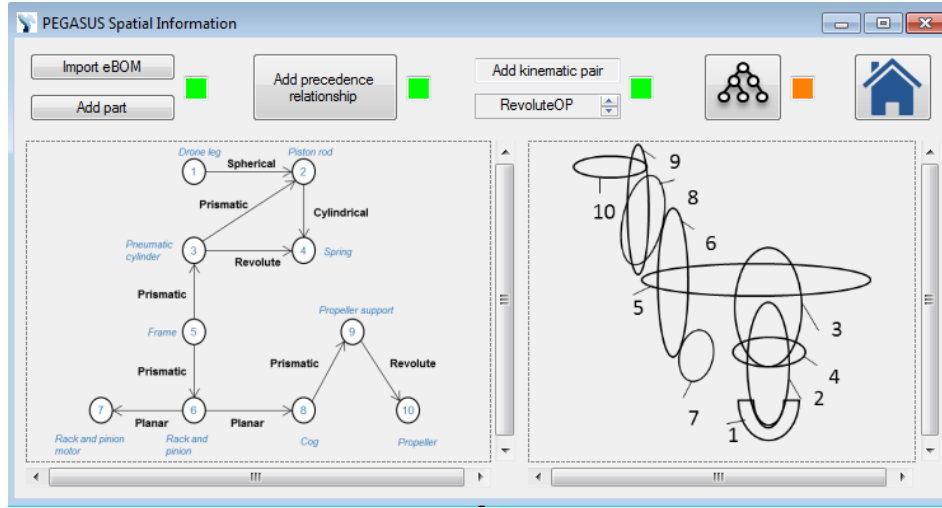 PEGASUS Spatial Information
Import eBOM
Add part
Add precedence
relationship
Add kinematic pair
RevoluteOP
Drone leg
Piston rod
1
Spherical
2
Prismatic
Cylindrical
Pneumatic
cylinder
3
Revolute
4
Spring
Prismatic
Propeller support
Frame
5
9
Prismatic
Prismatic
Revolute
7
Planar
6
Planar
8
10
Rack and pinion
motor
Rack and
pinion
Cog
Propeller
9
10
8
6
5
3
4
2
7
1